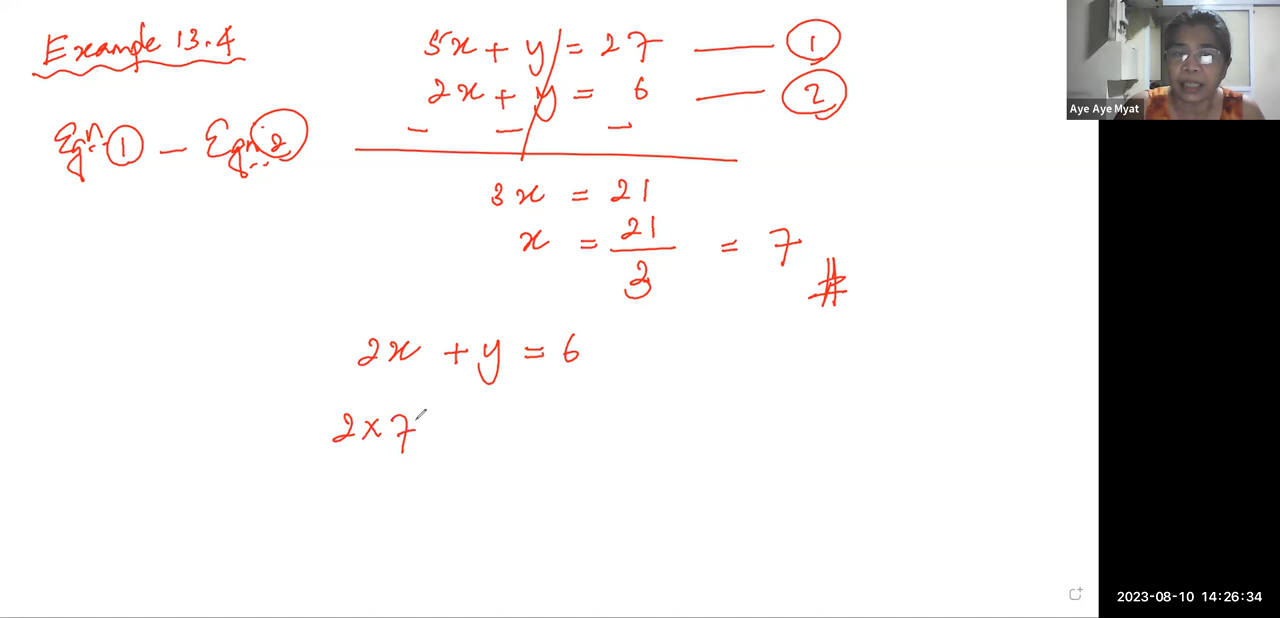 Example 13.4
5x + y = 27 —— ①
2x + y = 6 —— ②
Eqn ① — Eqn ②
— — —
3x = 21
x = 21/3 = 7 #
2x + y = 6
2 × 7
Aye Aye Myat
2023-08-10 14:26:34